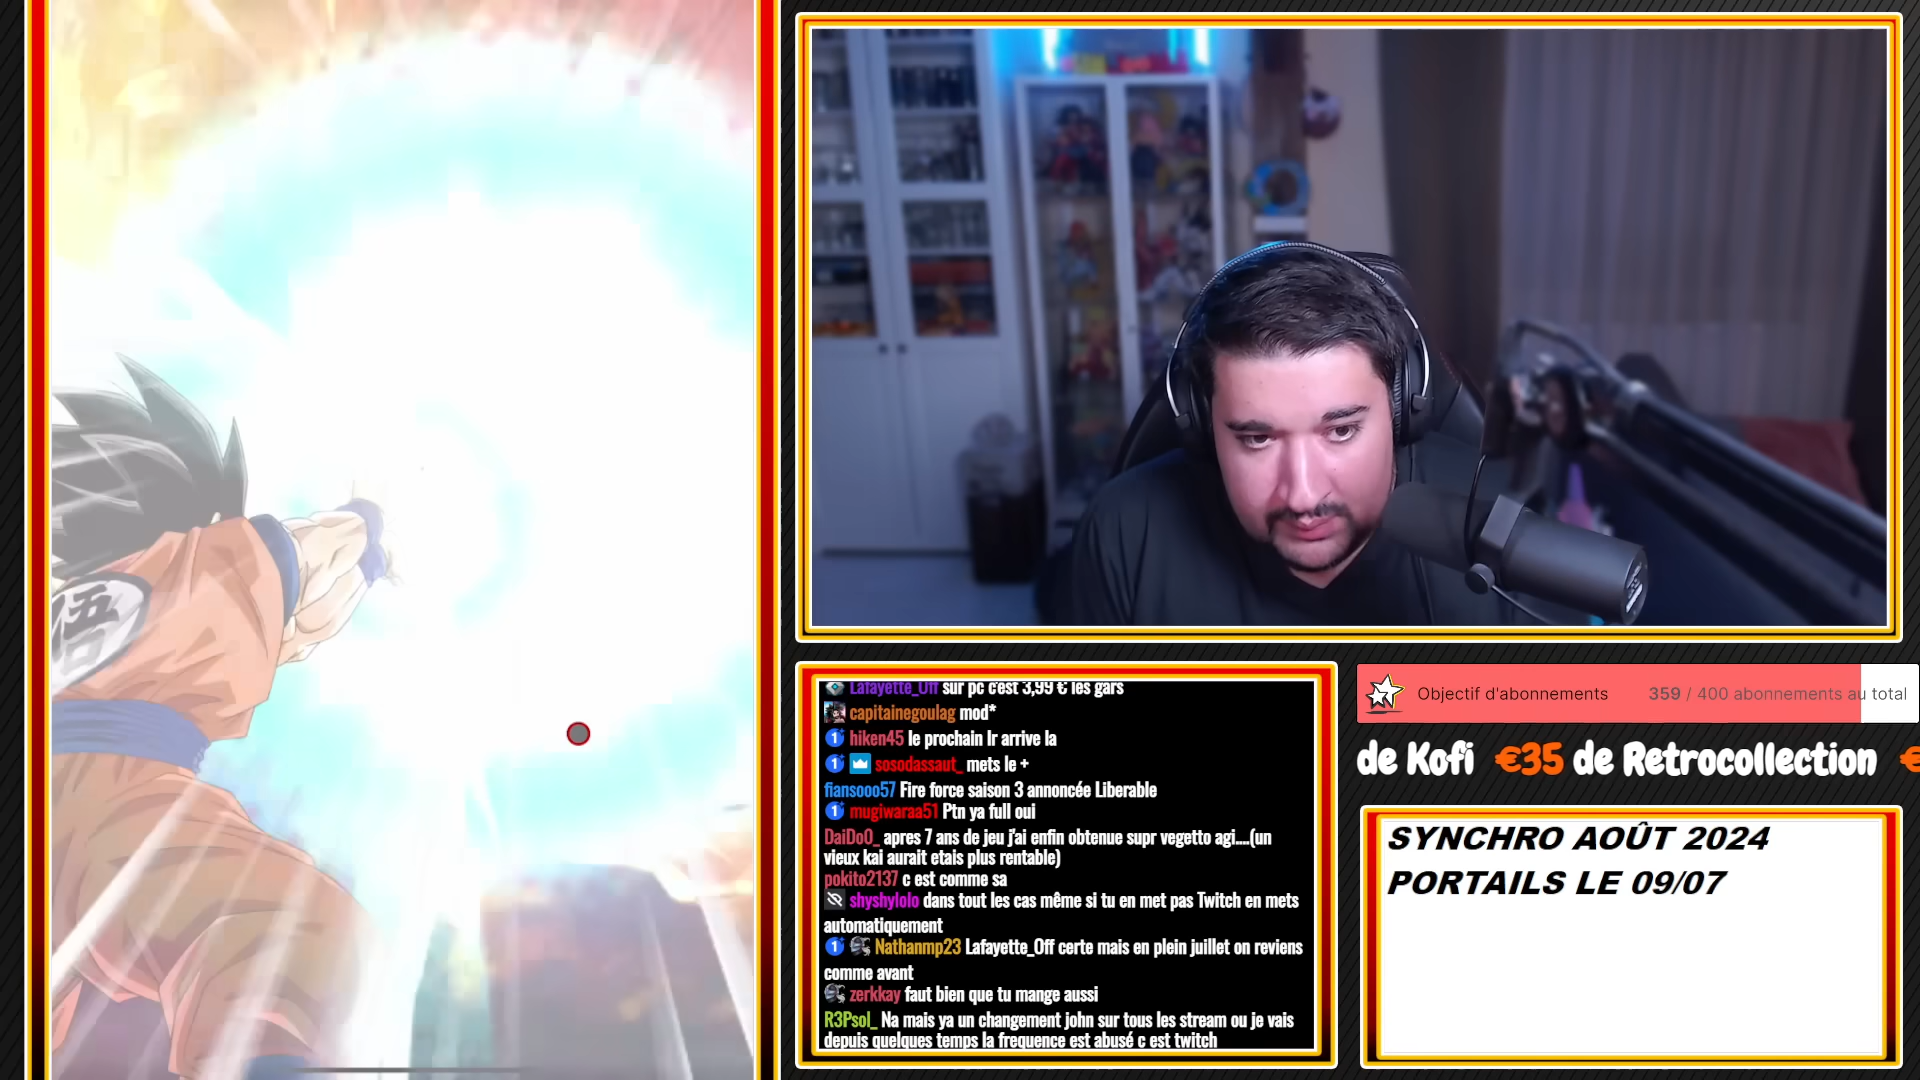 悟
Lafayette_Off sur pc c'est 3,99 € les gars
capitainegoulag mod*
1 hiken45 le prochain lr arrive la
1 sosodassaut_ mets le +
fiansooo57 Fire force saison 3 annoncée Liberable
1 mugiwaraa51 Ptn ya full oui
DaiDo0_ apres 7 ans de jeu j'ai enfin obtenue supr vegetto agi....(un
vieux kai aurait etais plus rentable)
pokito2137 c est comme sa
shyshylolo dans tout les cas même si tu en met pas Twitch en mets
automatiquement
1 Nathanmp23 Lafayette_Off certe mais en plein juillet on reviens
comme avant
zerkkay faut bien que tu mange aussi
R3Psol_ Na mais ya un changement john sur tous les stream ou je vais
depuis quelques temps la frequence est abusé c est twitch
Objectif d'abonnements 359 / 400 abonnements au total
de Kofi €35 de Retrocollection €
SYNCHRO AOÛT 2024
PORTAILS LE 09/07